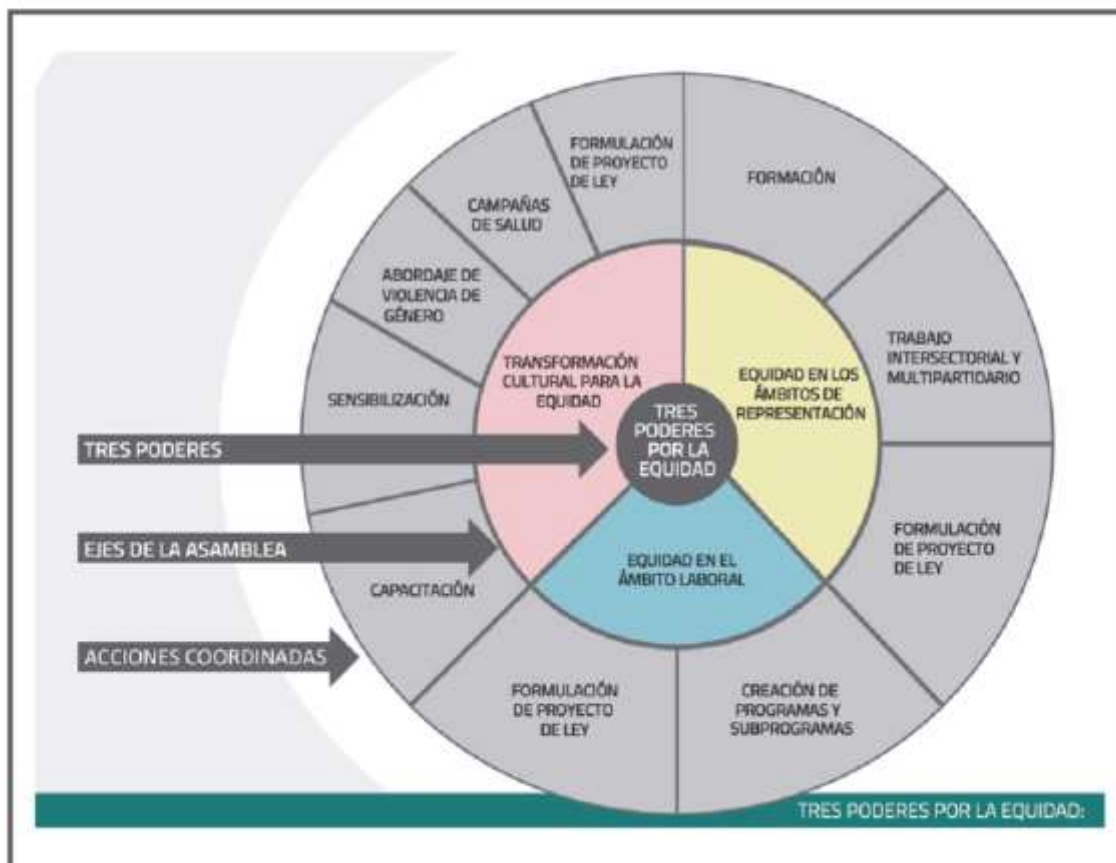 FORMULACIÓN
DE PROYECTO
DE LEY
FORMACIÓN
CAMPAÑAS
DE SALUD
ABORDAJE DE
VIOLENCIA DE
GÉNERO
TRABAJO
INTERSECTORIAL Y
MULTIPARTIDARIO
TRANSFORMACIÓN
CULTURAL PARA LA
EQUIDAD
EQUIDAD EN LOS
ÁMBITOS DE
REPRESENTACIÓN
SENSIBILIZACIÓN
TRES
PODERES
POR LA
EQUIDAD
TRES PODERES
EJES DE LA ASAMBLEA
FORMULACIÓN
DE PROYECTO
DE LEY
EQUIDAD EN EL
ÁMBITO LABORAL
CAPACITACIÓN
ACCIONES COORDINADAS
FORMULACIÓN
DE PROYECTO
DE LEY
CREACIÓN DE
PROGRAMAS Y
SUBPROGRAMAS
TRES PODERES POR LA EQUIDAD: